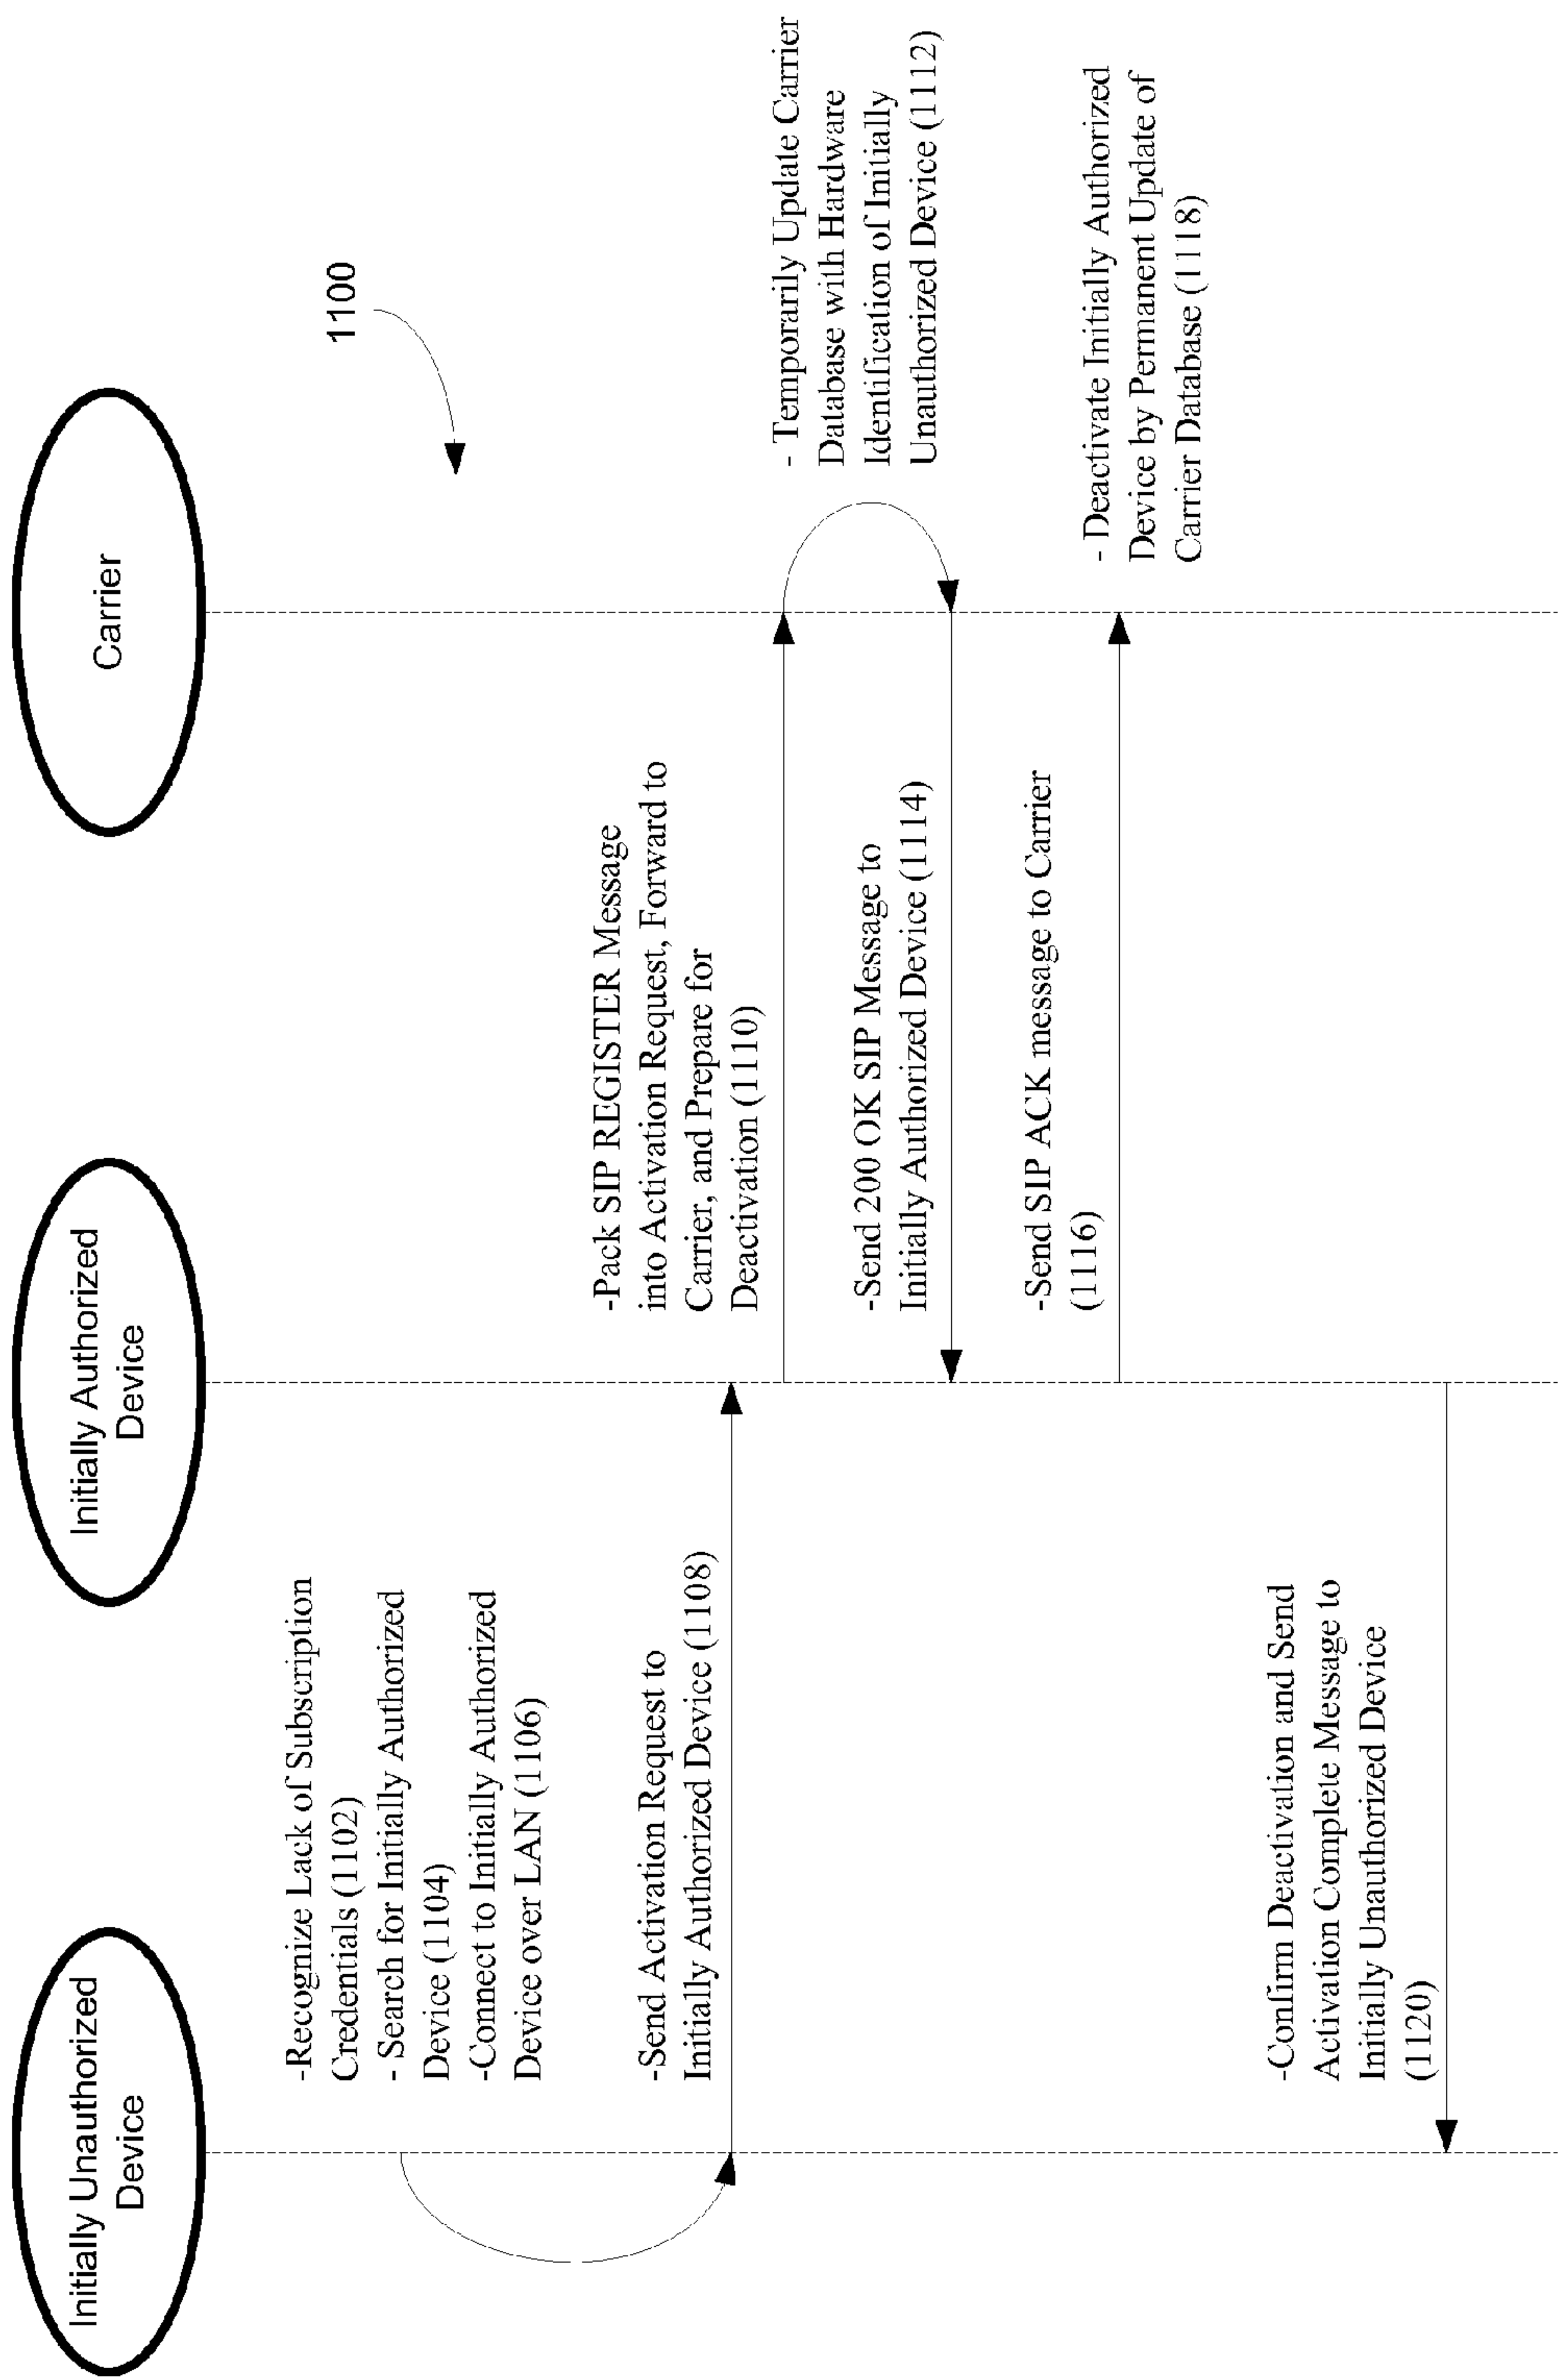 Initially Unauthorized
Device
Initially Authorized
Device
Carrier
1100
-Recognize Lack of Subscription
Credentials (1102)
- Search for Initially Authorized
Device (1104)
-Connect to Initially Authorized
Device over LAN (1106)
-Send Activation Request to
Initially Authorized Device (1108)
-Pack SIP REGISTER Message
into Activation Request, Forward to
Carrier, and Prepare for
Deactivation (1110)
- Temporarily Update Carrier
Database with Hardware
Identification of Initially
Unauthorized Device (1112)
-Send 200 OK SIP Message to
Initially Authorized Device (1114)
-Send SIP ACK message to Carrier
(1116)
- Deactivate Initially Authorized
Device by Permanent Update of
Carrier Database (1118)
-Confirm Deactivation and Send
Activation Complete Message to
Initially Unauthorized Device
(1120)